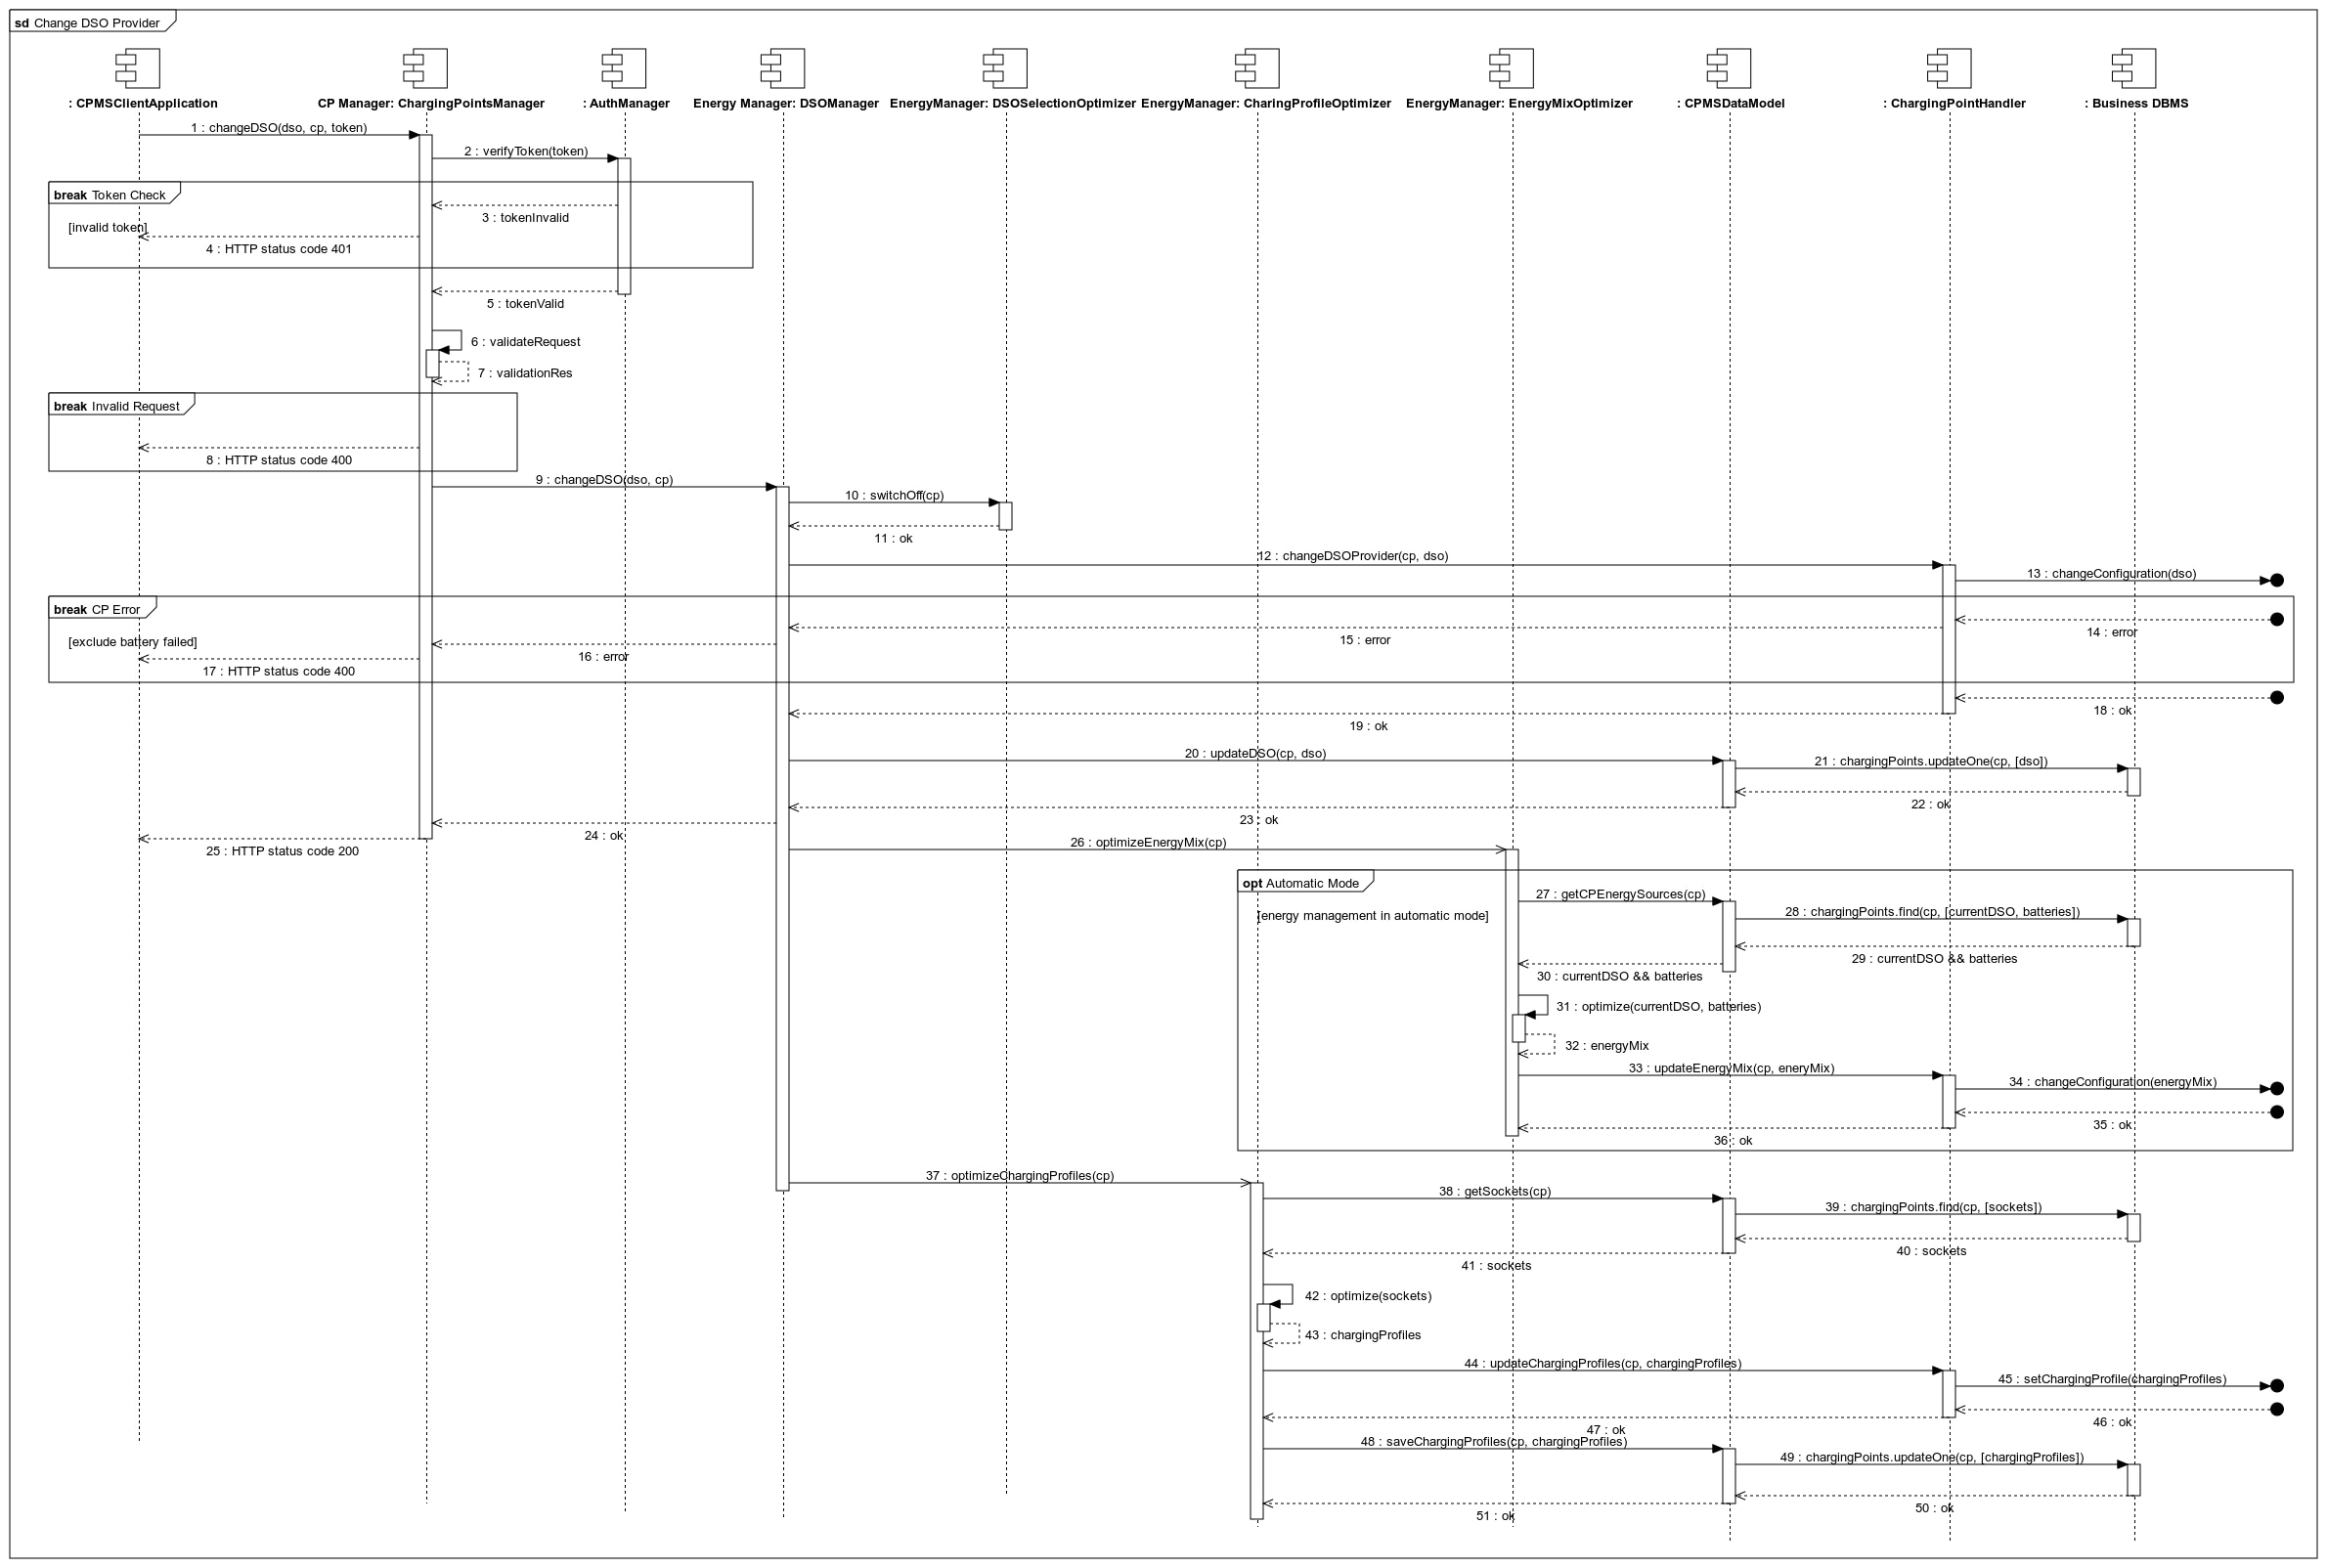 sd Change DSO Provider
: CPMSClientApplication
CP Manager: ChargingPointsManager
: AuthManager
Energy Manager: DSOManager
EnergyManager: DSOSelectionOptimizer
EnergyManager: CharingProfileOptimizer
EnergyManager: EnergyMixOptimizer
: CPMSDataModel
: ChargingPointHandler
: Business DBMS
1 : changeDSO(dso, cp, token)
2 : verifyToken(token)
break Token Check
3 : tokenInvalid
[invalid token]
4 : HTTP status code 401
5 : tokenValid
6 : validateRequest
7 : validationRes
break Invalid Request
8 : HTTP status code 400
9 : changeDSO(dso, cp)
10 : switchOff(cp)
11 : ok
12 : changeDSOProvider(cp, dso)
13 : changeConfiguration(dso)
break CP Error
14 : error
15 : error
[exclude battery failed]
16 : error
17 : HTTP status code 400
18 : ok
19 : ok
20 : updateDSO(cp, dso)
21 : chargingPoints.updateOne(cp, [dso])
22 : ok
23 : ok
24 : ok
25 : HTTP status code 200
26 : optimizeEnergyMix(cp)
opt Automatic Mode
27 : getCPEnergySources(cp)
[energy management in automatic mode]
28 : chargingPoints.find(cp, [currentDSO, batteries])
29 : currentDSO && batteries
30 : currentDSO && batteries
31 : optimize(currentDSO, batteries)
32 : energyMix
33 : updateEnergyMix(cp, eneryMix)
34 : changeConfiguration(energyMix)
35 : ok
36 : ok
37 : optimizeChargingProfiles(cp)
38 : getSockets(cp)
39 : chargingPoints.find(cp, [sockets])
40 : sockets
41 : sockets
42 : optimize(sockets)
43 : chargingProfiles
44 : updateChargingProfiles(cp, chargingProfiles)
45 : setChargingProfile(chargingProfiles)
46 : ok
47 : ok
48 : saveChargingProfiles(cp, chargingProfiles)
49 : chargingPoints.updateOne(cp, [chargingProfiles])
50 : ok
51 : ok